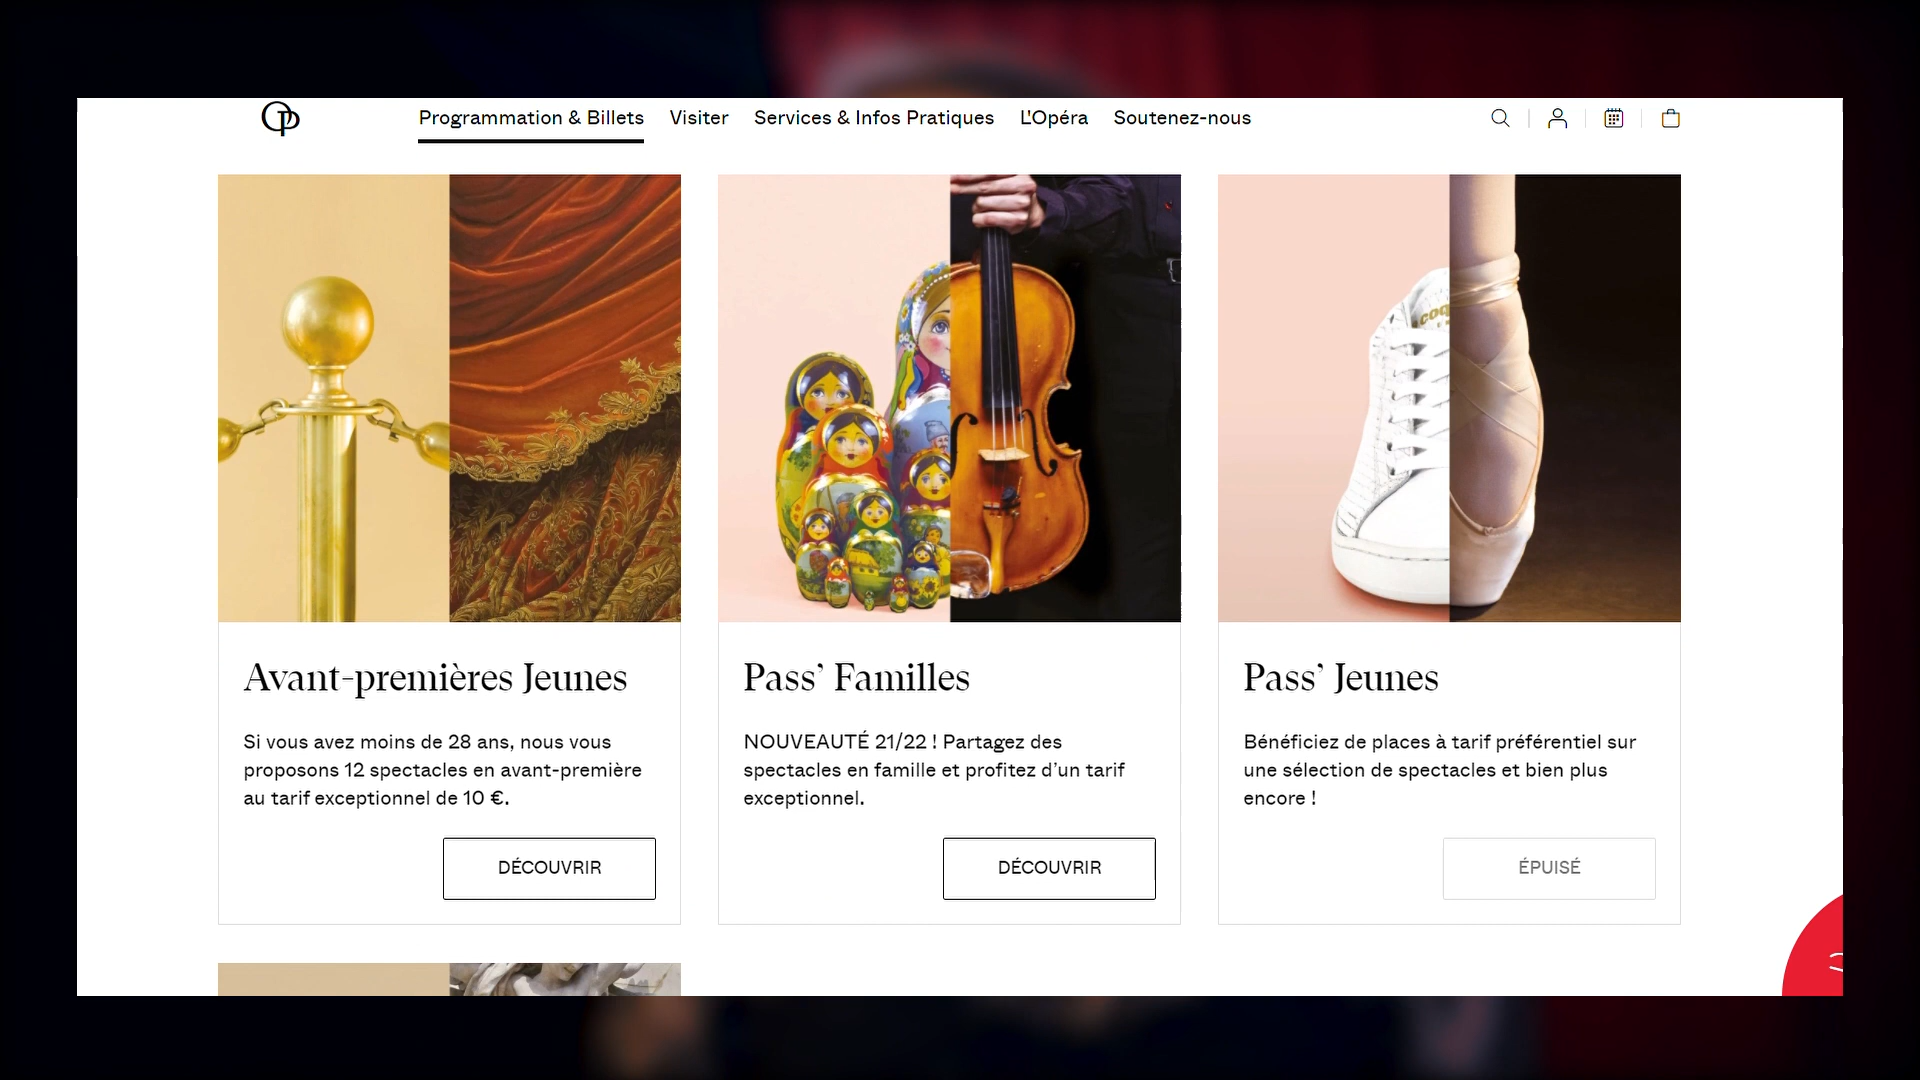 Op
Programmation & Billets
Visiter
Services & Infos Pratiques
L'Opéra
Soutenez-nous
coq
Avant-premières Jeunes
Si vous avez moins de 28 ans, nous vous
proposons 12 spectacles en avant-première
au tarif exceptionnel de 10 €.
DÉCOUVRIR
Pass’ Familles
NOUVEAUTÉ 21/22 ! Partagez des
spectacles en famille et profitez d’un tarif
exceptionnel.
DÉCOUVRIR
Pass’ Jeunes
Bénéficiez de places à tarif préférentiel sur
une sélection de spectacles et bien plus
encore !
ÉPUISÉ